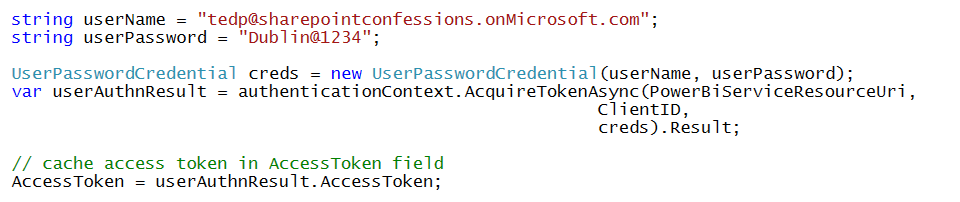 string userName = "tedp@sharepointconfessions.onMicrosoft.com";
string userPassword = "Dublin@1234";
UserPasswordCredential creds = new UserPasswordCredential(userName, userPassword);
var userAuthnResult = authenticationContext.AcquireTokenAsync(PowerBiServiceResourceUri,
ClientID,
creds).Result;
// cache access token in AccessToken field
AccessToken = userAuthnResult.AccessToken;